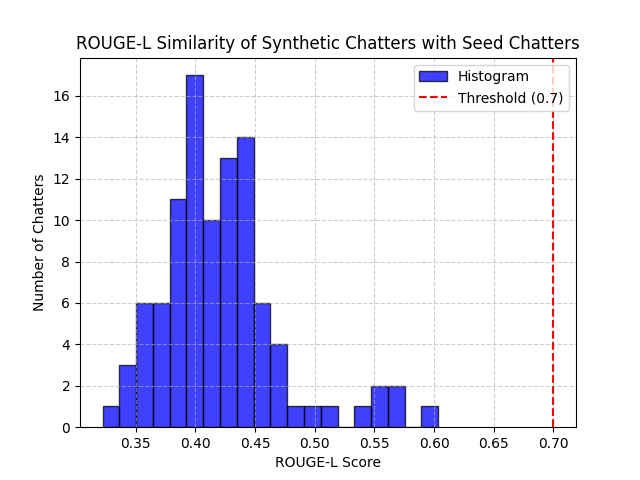 ROUGE-L Similarity of Synthetic Chatters with Seed Chatters
Histogram
Threshold (0.7)
Number of Chatters
16
14
12
10
8
6
4
2
0
0.35 0.40 0.45 0.50 0.55 0.60 0.65 0.70
ROUGE-L Score